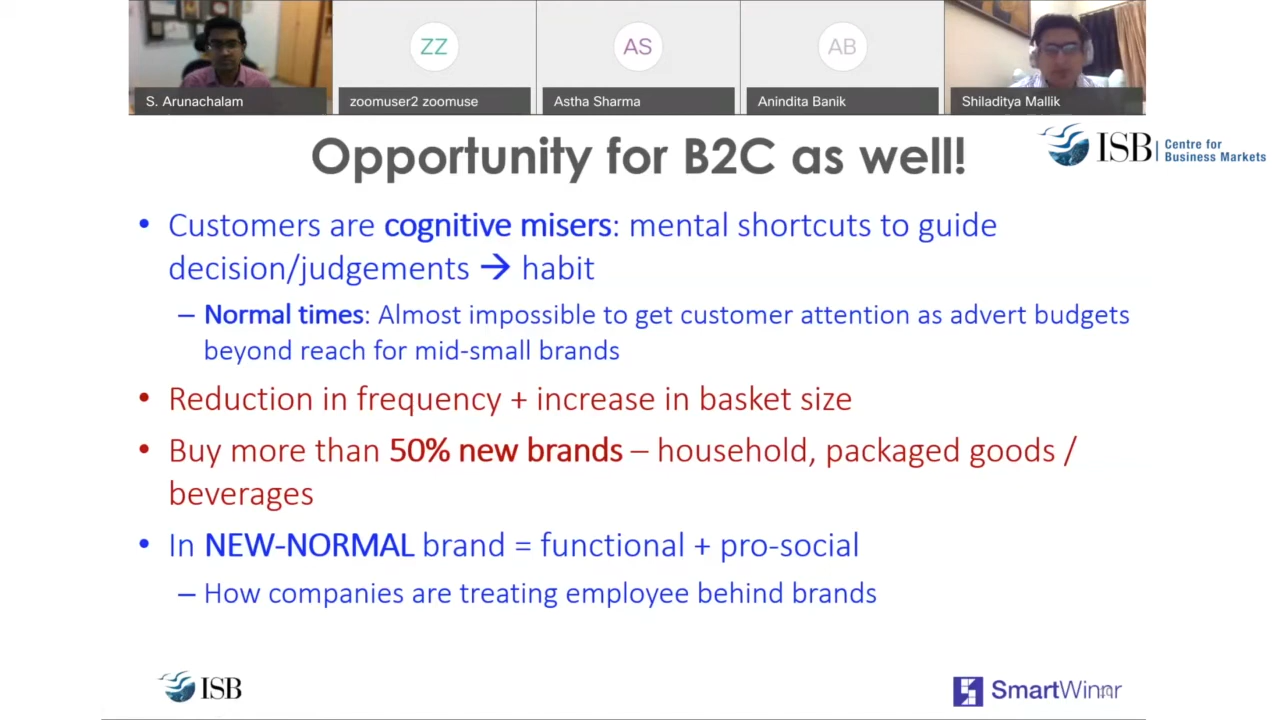 ZZ
AS
AB
S. Arunachalam
zoomuser2 zoomuse
Astha Sharma
Anindita Banik
Shiladitya Mallik
Opportunity for B2C as well!
ISB
Centre for
Business Markets
• Customers are cognitive misers: mental shortcuts to guide
decision/judgements → habit
– Normal times: Almost impossible to get customer attention as advert budgets
beyond reach for mid-small brands
• Reduction in frequency + increase in basket size
• Buy more than 50% new brands – household, packaged goods /
beverages
• In NEW-NORMAL brand = functional + pro-social
– How companies are treating employee behind brands
ISB